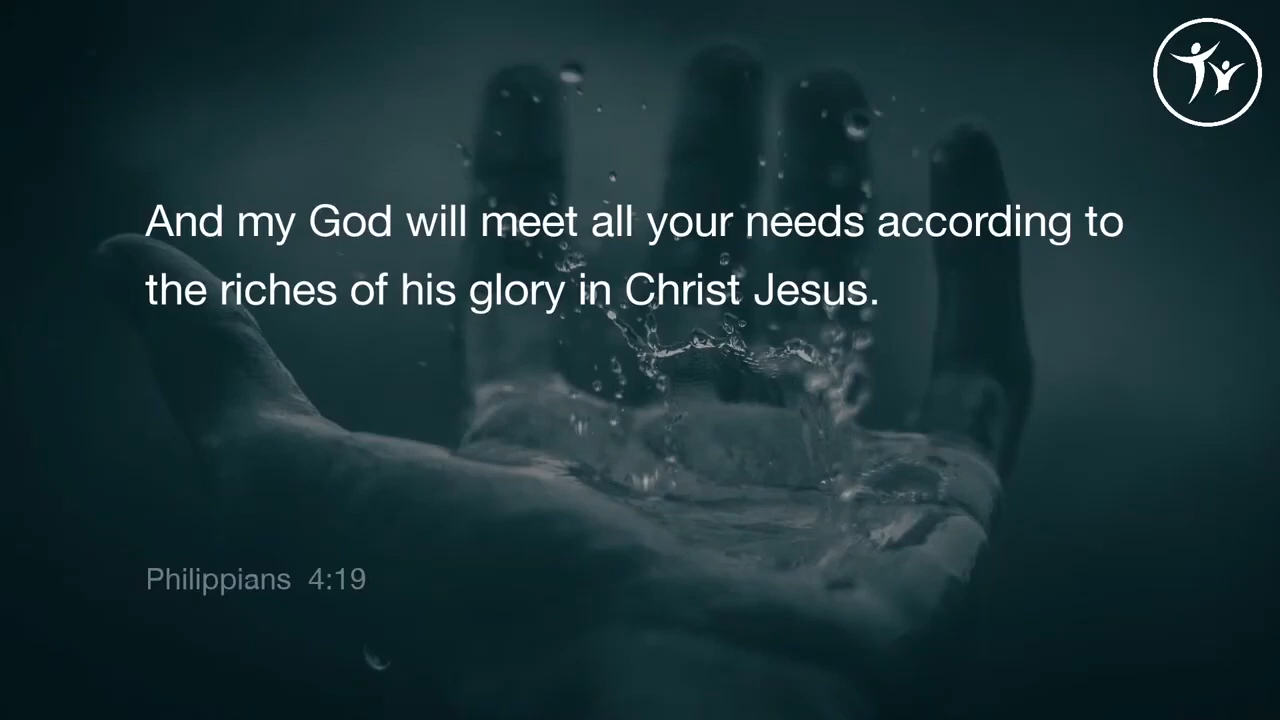 And my God will meet all your needs according to
the riches of his glory in Christ Jesus.
Philippians 4:19